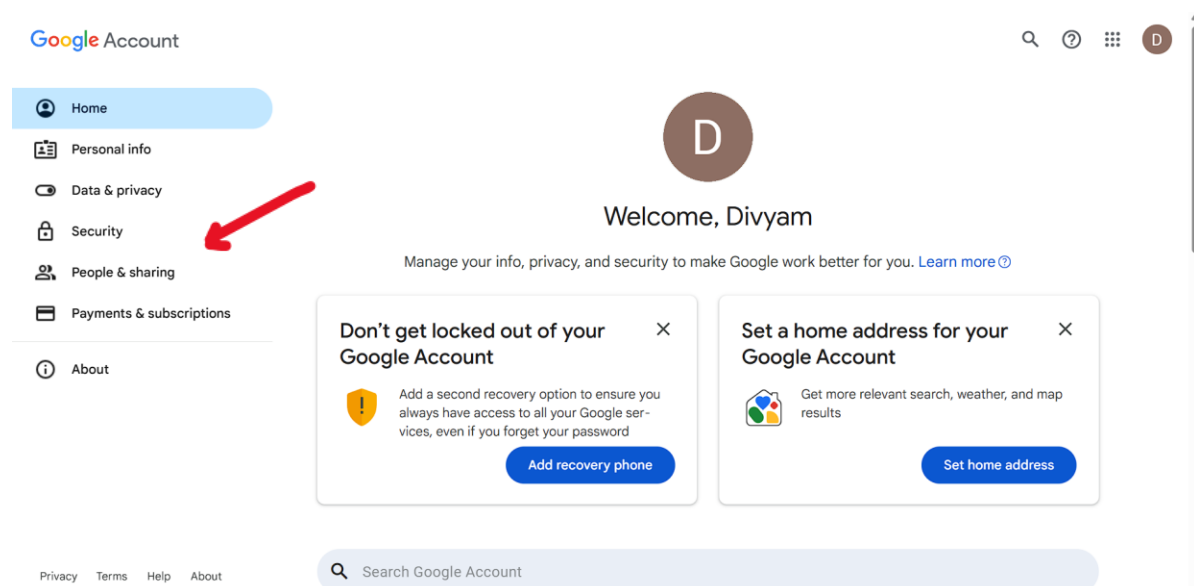 Google Account
D
Home
Personal info
Data & privacy
Security
People & sharing
Payments & subscriptions
About
D
Welcome, Divyam
Manage your info, privacy, and security to make Google work better for you. Learn more
Don't get locked out of your
Google Account
Add a second recovery option to ensure you
always have access to all your Google ser-
vices, even if you forget your password
Add recovery phone
Set a home address for your
Google Account
Get more relevant search, weather, and map
results
Set home address
Search Google Account
Privacy Terms Help About